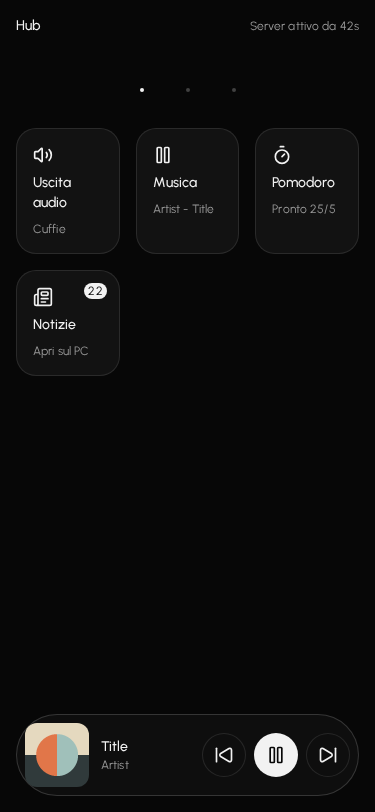 Hub
Server attivo da 42s
Uscita
audio
Cuffie
Musica
Artist - Title
Pomodoro
Pronto 25/5
22
Notizie
Apri sul PC
Title
Artist